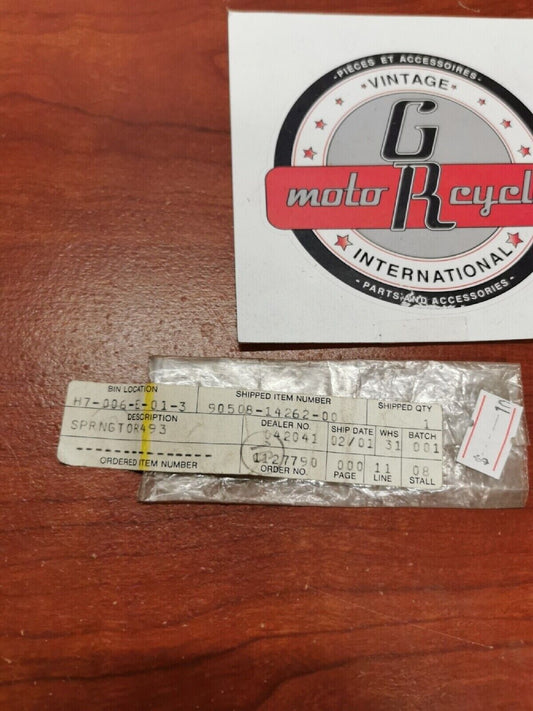 - PIÈCES ET ACCESSOIRES -
VINTAGE
G R
moto cycl
INTERNATIONAL
- PARTS AND ACCESSORIES -
BIN LOCATION SHIPPED ITEM NUMBER SHIPPED QTY
H7-006-E-01-3 90508-14262-00 1
DESCRIPTION DEALER NO. SHIP DATE WHS BATCH
SPRNGTOR493 042041 02/01 31 001
1127790 000 11 08
ORDERED ITEM NUMBER ORDER NO. PAGE LINE STALL